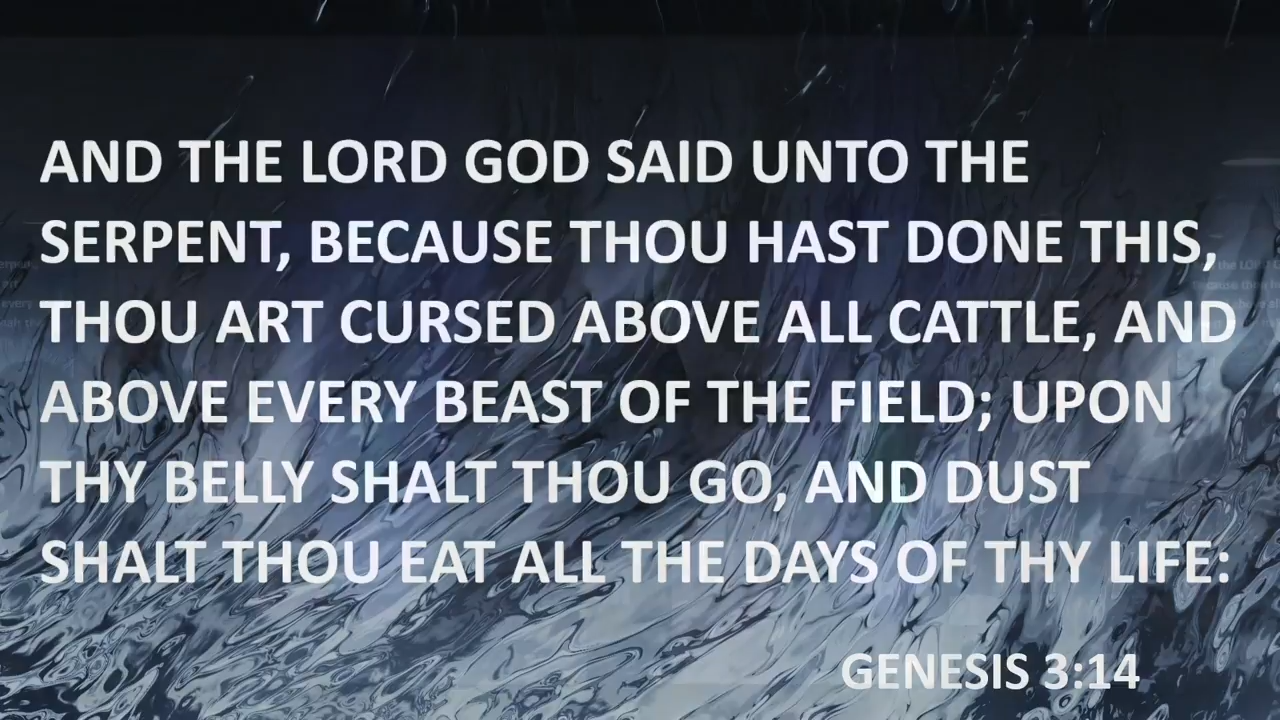 AND THE LORD GOD SAID UNTO THE
SERPENT, BECAUSE THOU HAST DONE THIS,
THOU ART CURSED ABOVE ALL CATTLE, AND
ABOVE EVERY BEAST OF THE FIELD; UPON
THY BELLY SHALT THOU GO, AND DUST
SHALT THOU EAT ALL THE DAYS OF THY LIFE:
GENESIS 3:14